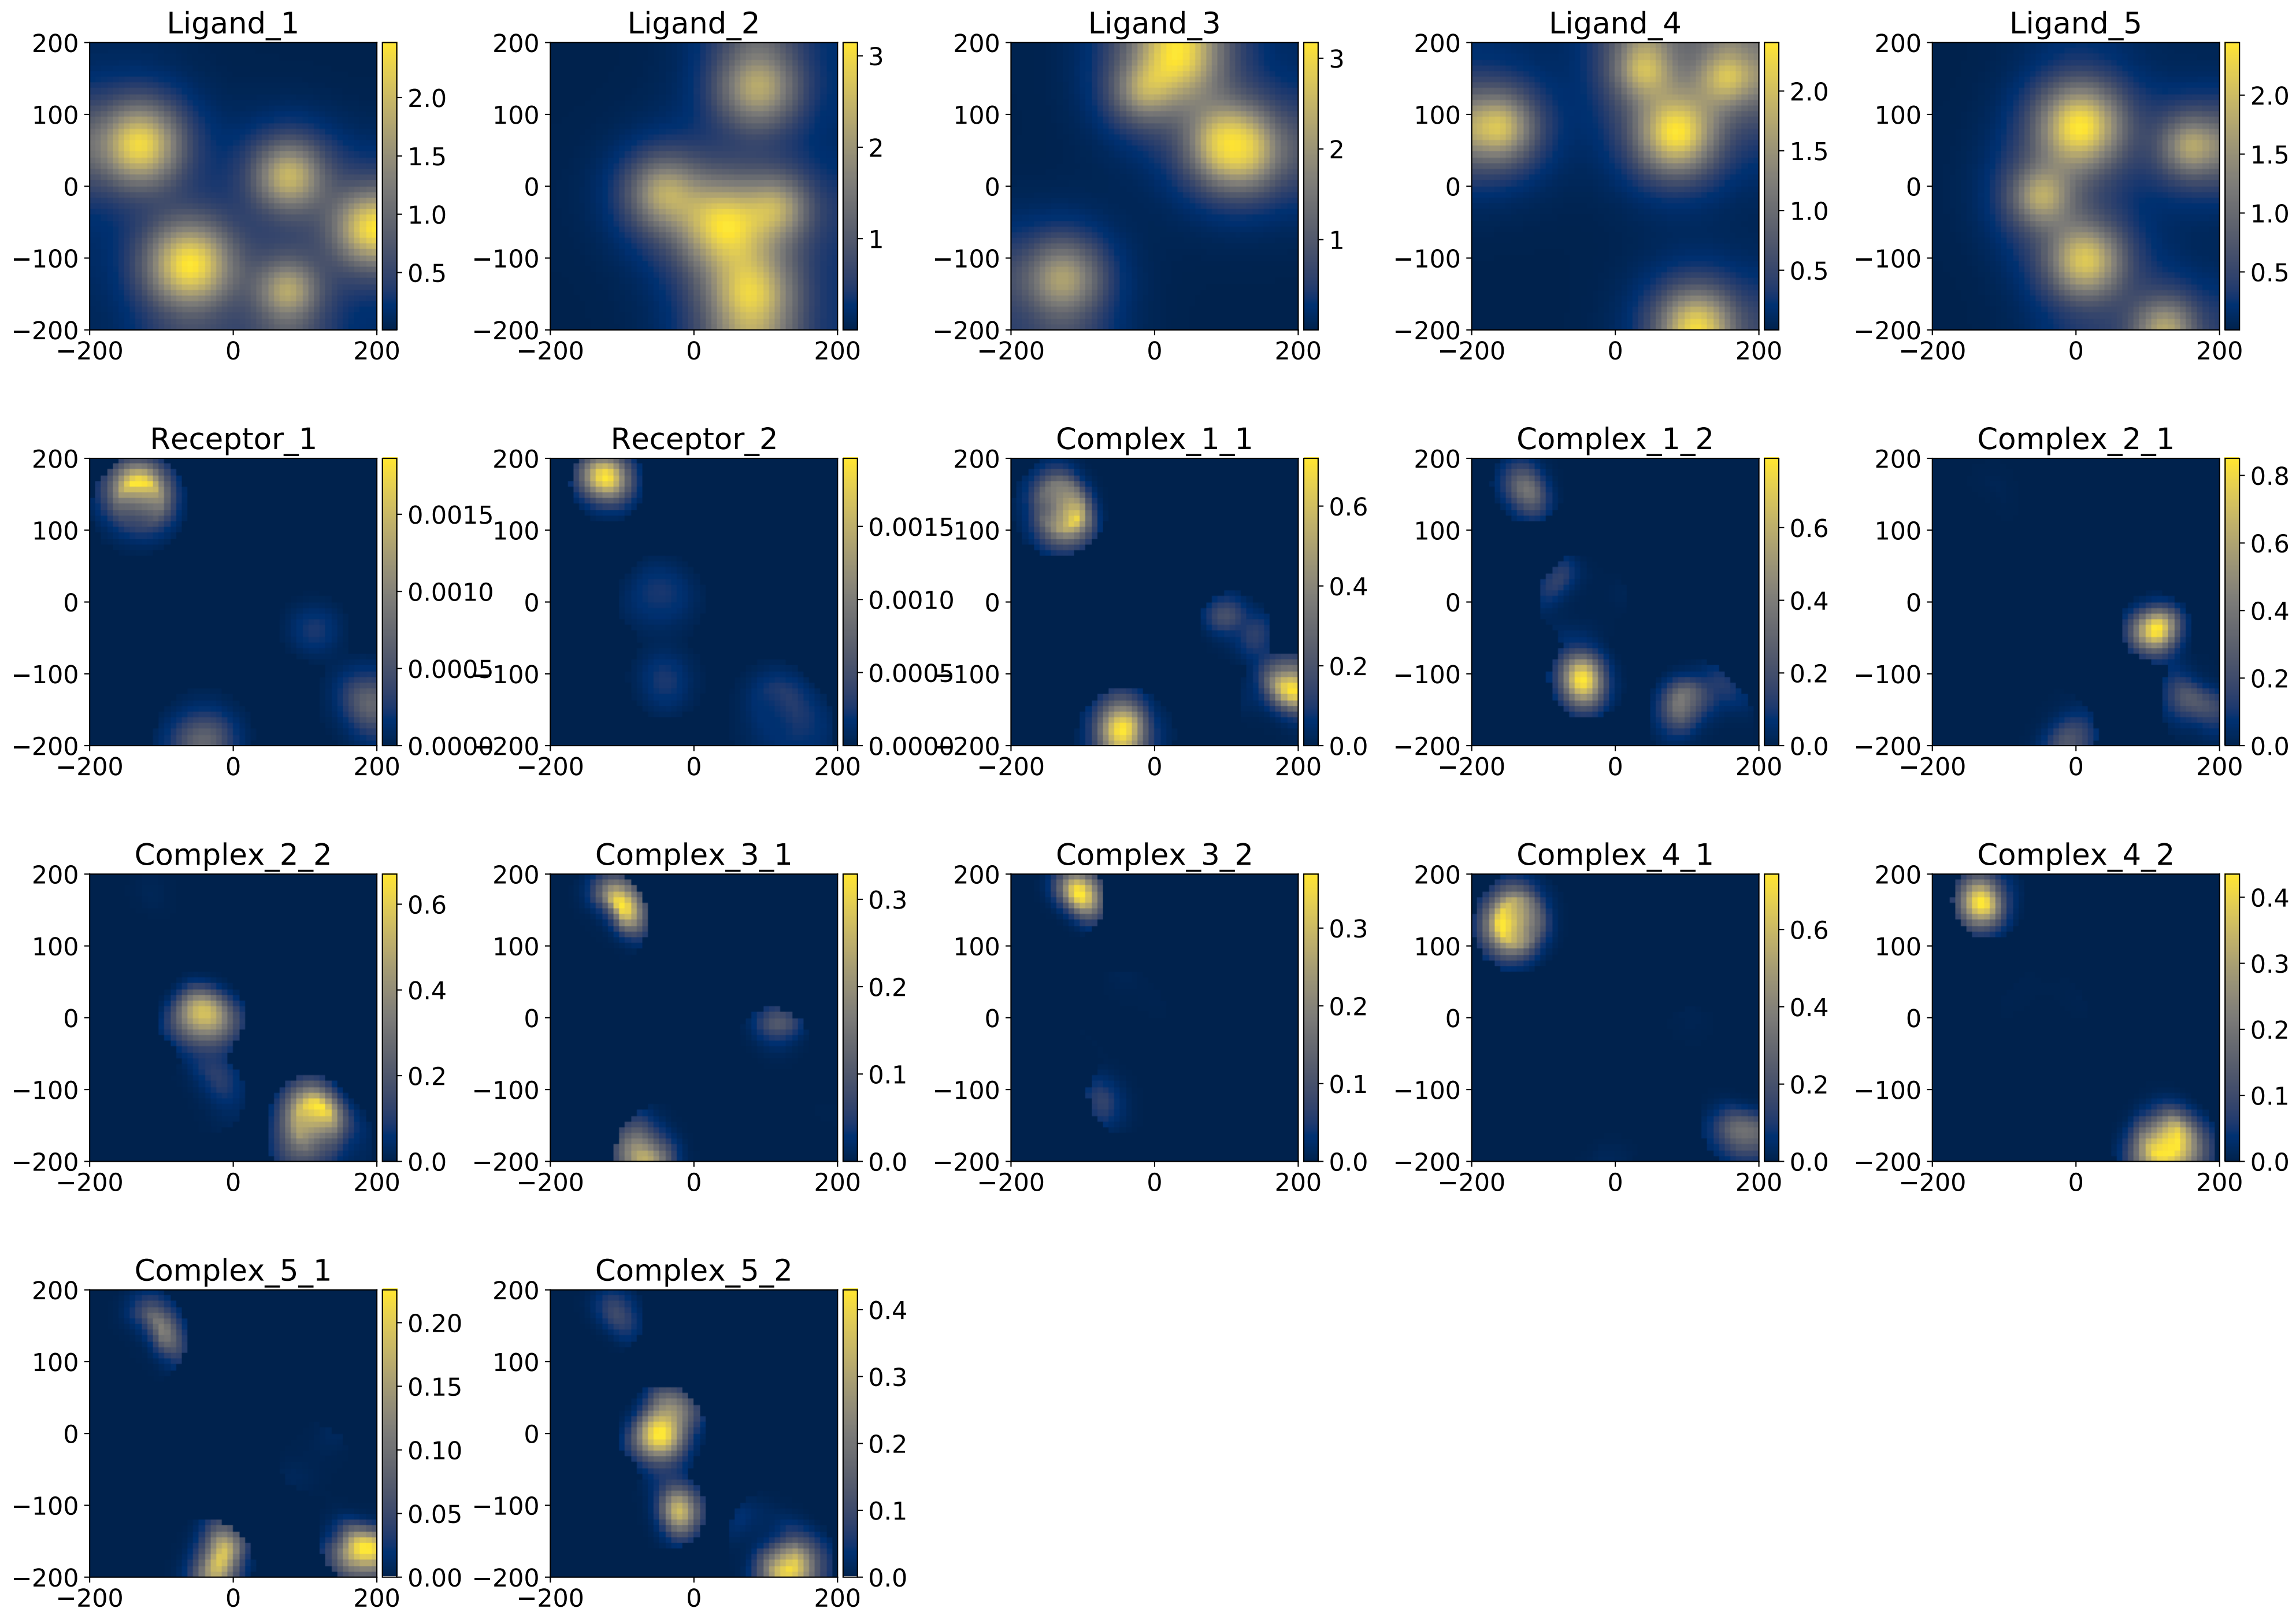 Ligand_1 Ligand_2 Ligand_3 Ligand_4 Ligand_5
200 200 200 200 200
100 100 100 100 100
0 0 0 0 0
−100 −100 −100 −100 −100
−200 −200 −200 −200 −200
−200 0 200 −200 0 200 −200 0 200 −200 0 200 −200 0 200
2.0 1.5 1.0 0.5
3 2 1
3 2 1
2.0 1.5 1.0 0.5
2.0 1.5 1.0 0.5
Receptor_1 Receptor_2 Complex_1_1 Complex_1_2 Complex_2_1
200 200 200 200 200
100 100 100 100 100
0 0 0 0 0
−100 −100 −100 −100 −100
−200 −200 −200 −200 −200
−200 0 200 −200 0 200 −200 0 200 −200 0 200 −200 0 200
0.0015 0.0010 0.0005 0.0000
0.0015 0.0010 0.0005 0.0000
0.6 0.4 0.2 0.0
0.6 0.4 0.2 0.0
0.8 0.6 0.4 0.2 0.0
Complex_2_2 Complex_3_1 Complex_3_2 Complex_4_1 Complex_4_2
200 200 200 200 200
100 100 100 100 100
0 0 0 0 0
−100 −100 −100 −100 −100
−200 −200 −200 −200 −200
−200 0 200 −200 0 200 −200 0 200 −200 0 200 −200 0 200
0.6 0.4 0.2 0.0
0.3 0.2 0.1 0.0
0.3 0.2 0.1 0.0
0.6 0.4 0.2 0.0
0.4 0.3 0.2 0.1 0.0
Complex_5_1 Complex_5_2
200 200
100 100
0 0
−100 −100
−200 −200
−200 0 200 −200 0 200
0.20 0.15 0.10 0.05 0.00
0.4 0.3 0.2 0.1 0.0